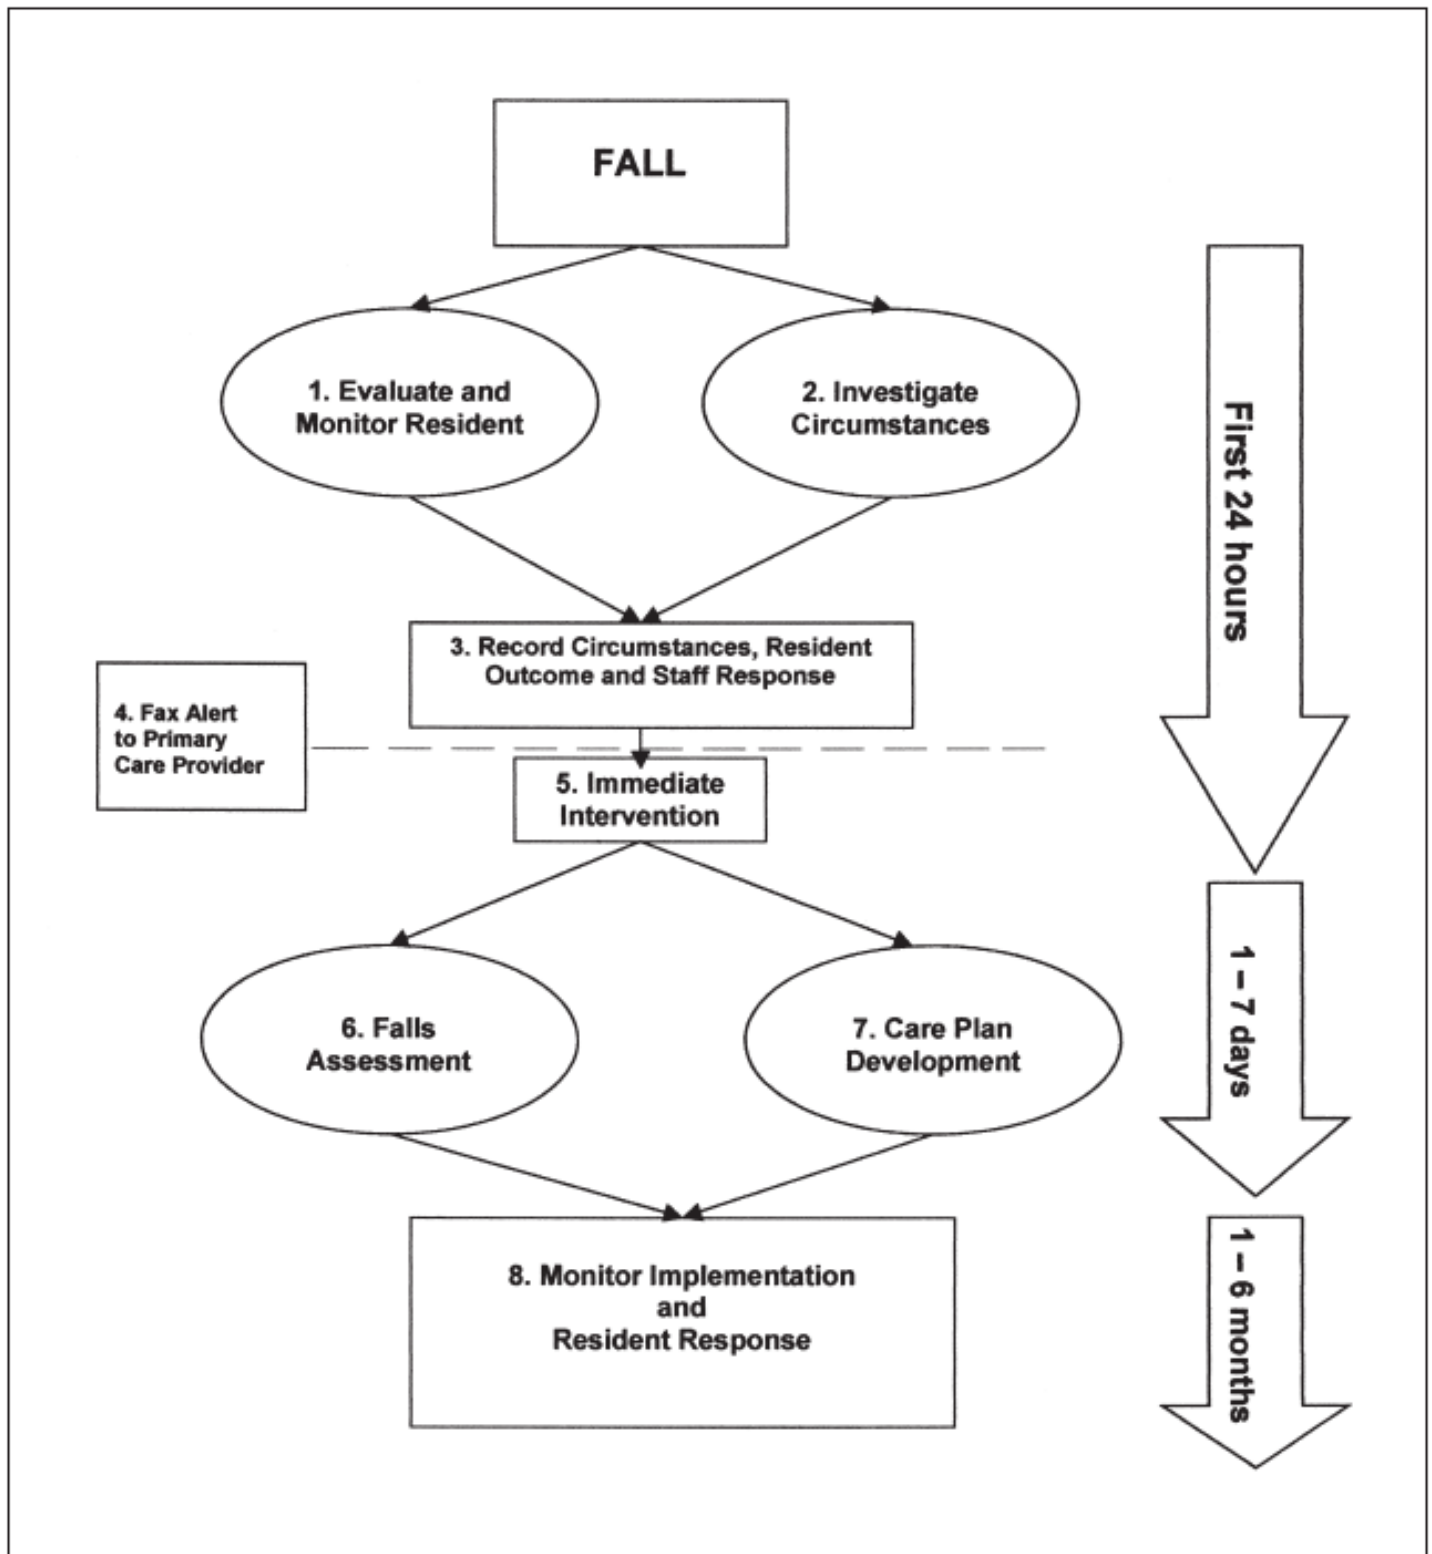 FALL
1. Evaluate and
Monitor Resident
2. Investigate
Circumstances
First 24 hours
3. Record Circumstances, Resident
Outcome and Staff Response
4. Fax Alert
to Primary
Care Provider
5. Immediate
Intervention
6. Falls
Assessment
7. Care Plan
Development
1 – 7 days
8. Monitor Implementation
and
Resident Response
1 – 6 months